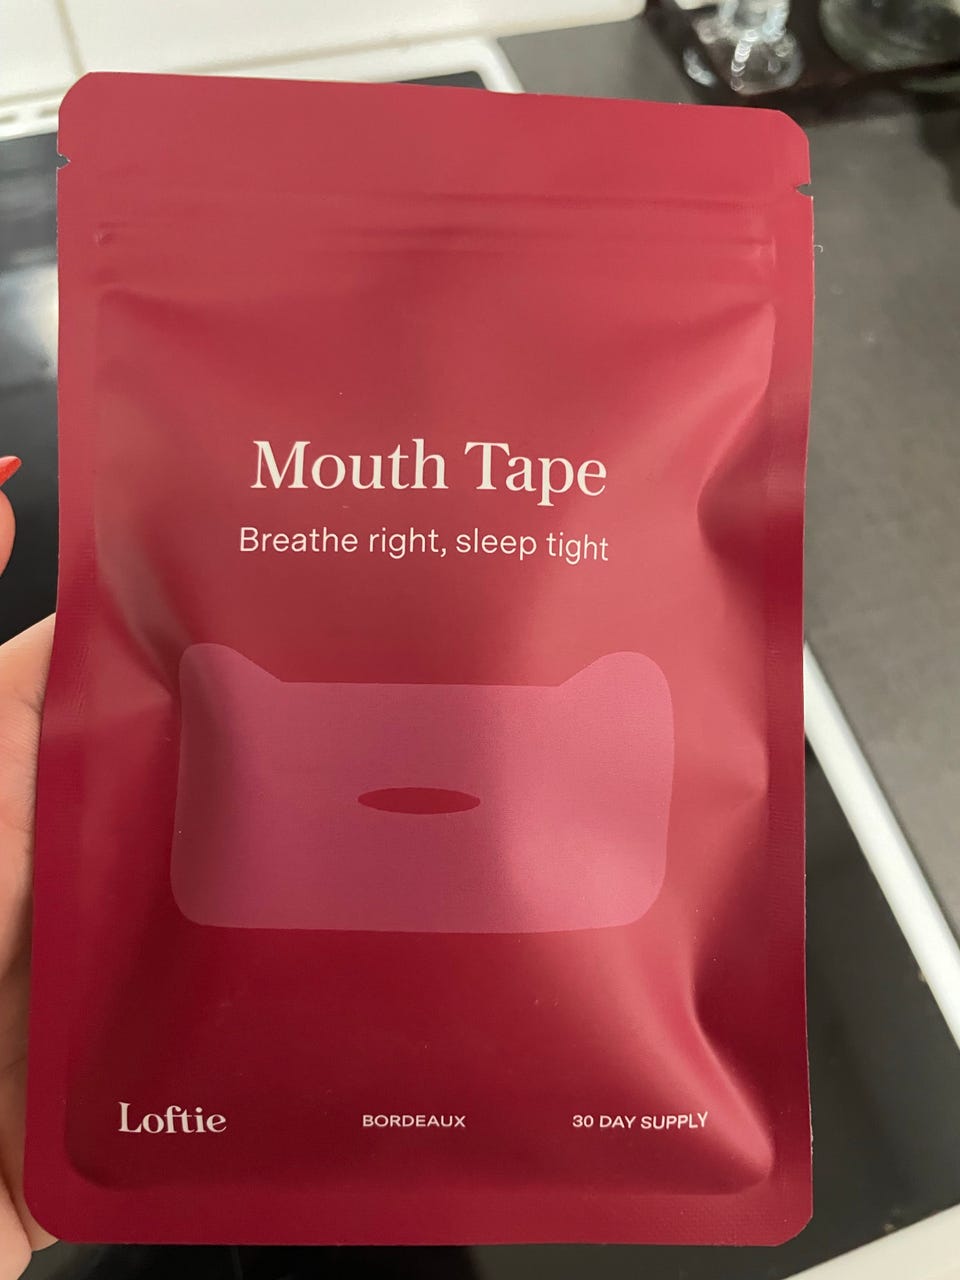 Mouth Tape
Breathe right, sleep tight
Loftie
BORDEAUX
30 DAY SUPPLY